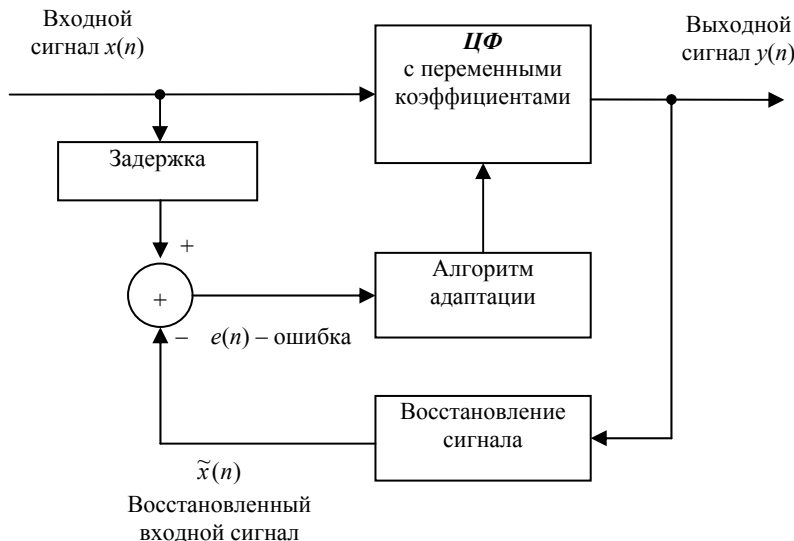 Входной
сигнал x(n)
ЦФ
с переменными
коэффициентами
Выходной
сигнал y(n)
Задержка
+
+
Алгоритм
адаптации
– e(n) – ошибка
Восстановление
сигнала
x̃(n)
Восстановленный
входной сигнал